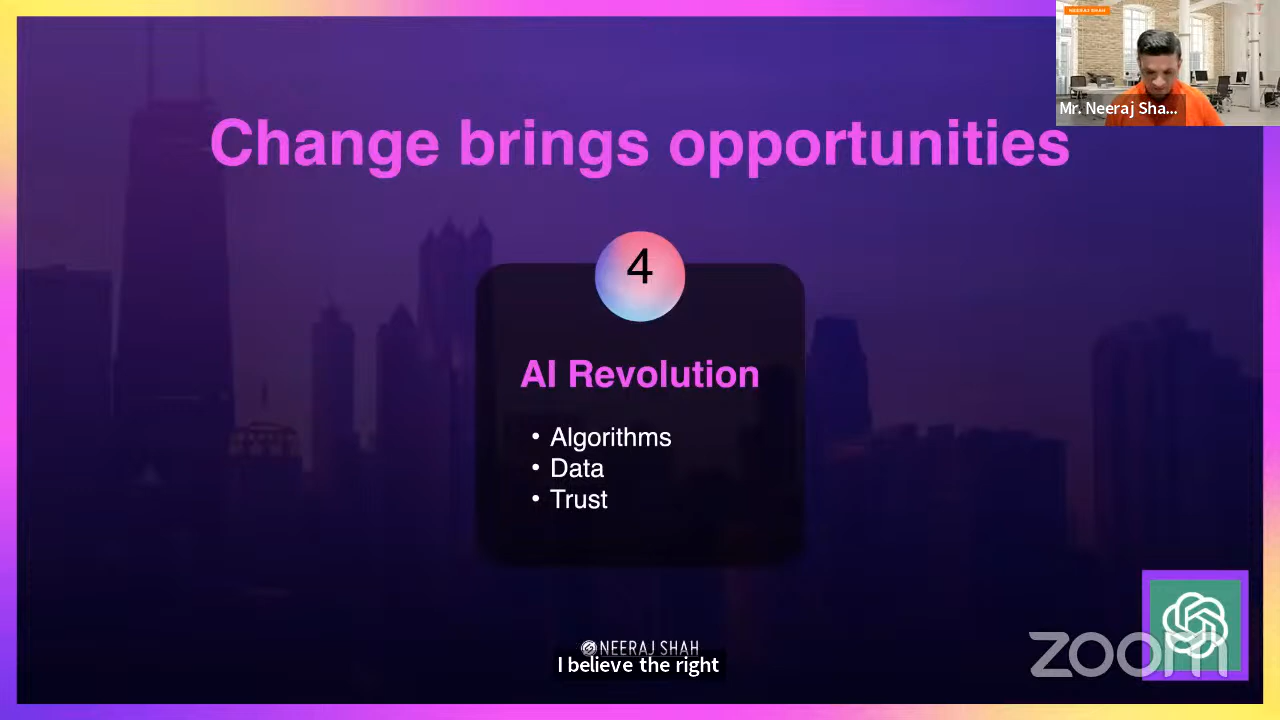 NEERAJ SHAH
Mr. Neeraj Sha...
Change brings opportunities
4
AI Revolution
• Algorithms
• Data
• Trust
NEERAJ SHAH
I believe the right
zoom